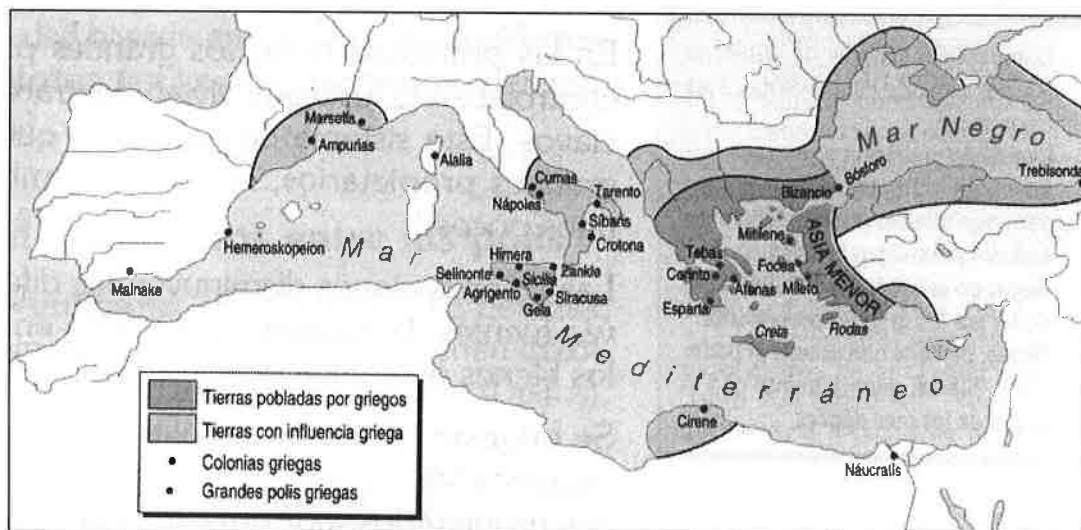 Marsella
Ampurias
Alalia
Cumas
Nápoles
Tarento
Síbaris
Crotona
Hemeroskopeion
Mainake
Himera
Selinonte
Sicilia
Zankle
Agrigento
Siracusa
Gela
Mar Negro
Bósforo
Trebisonda
Bizancio
ASIA MENOR
Mitilene
Tebas
Focea
Corinto
Atenas
Mileto
Esparta
Creta
Rodas
Mar Mediterráneo
Cirene
Náucratis
Tierras pobladas por griegos
Tierras con influencia griega
Colonias griegas
Grandes polis griegas